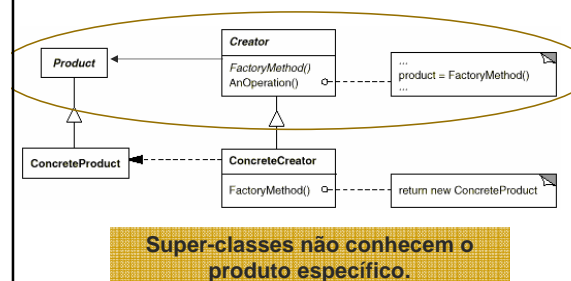 Creator
Product
FactoryMethod()
AnOperation()
...
product = FactoryMethod()
...
ConcreteProduct
ConcreteCreator
FactoryMethod()
return new ConcreteProduct
Super-classes não conhecem o
produto específico.